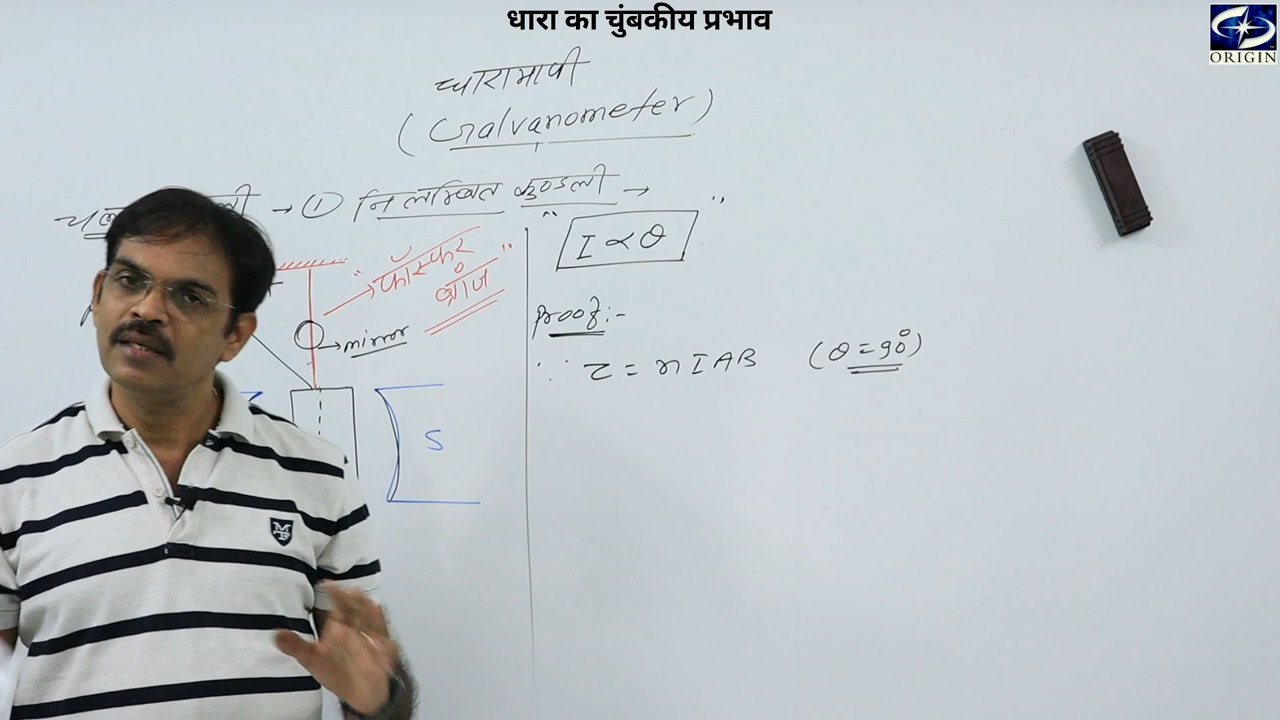 धारा का चुंबकीय प्रभाव
ORIGIN
धारामापी
(Galvanometer)
→ ① निलम्बित कुण्डली →
" I ∝ θ "
" फॉस्फर ब्रोंज "
→ mirror
S
Proof:-
∵ τ = nIAB (θ = 90°)